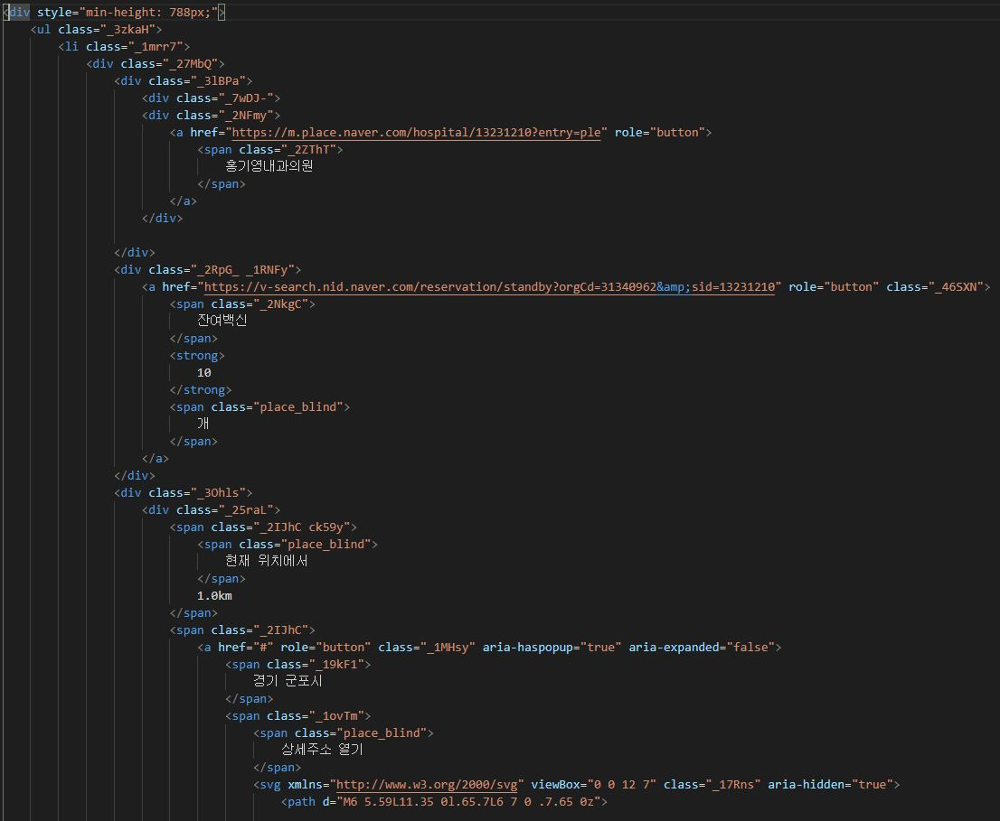 <div style="min-height: 788px;">
<ul class="_3zkaH">
<li class="_1mrr7">
<div class="_27MbQ">
<div class="_3lBPa">
<div class="_7wDJ-">
<div class="_2NFmy">
<a href="https://m.place.naver.com/hospital/13231210?entry=ple" role="button">
<span class="_2ZThT">
홍기영내과의원
</span>
</a>
</div>
</div>
<div class="_2RpG_ _1RNFy">
<a href="https://v-search.nid.naver.com/reservation/standby?orgCd=31340962&amp;sid=13231210" role="button" class="_46SXN">
<span class="_2NkgC">
잔여백신
</span>
<strong>
10
</strong>
<span class="place_blind">
개
</span>
</a>
</div>
<div class="_3Ohls">
<div class="_25raL">
<span class="_2IJhC ck59y">
<span class="place_blind">
현재 위치에서
</span>
1.0km
</span>
<span class="_2IJhC">
<a href="#" role="button" class="_1MHsy" aria-haspopup="true" aria-expanded="false">
<span class="_19kF1">
경기 군포시
</span>
<span class="_1ovTm">
<span class="place_blind">
상세주소 열기
</span>
<svg xmlns="http://www.w3.org/2000/svg" viewBox="0 0 12 7" class="_17Rns" aria-hidden="true">
<path d="M6 5.59L11.35 0l.65.7L6 7 0 .7.65 0z">